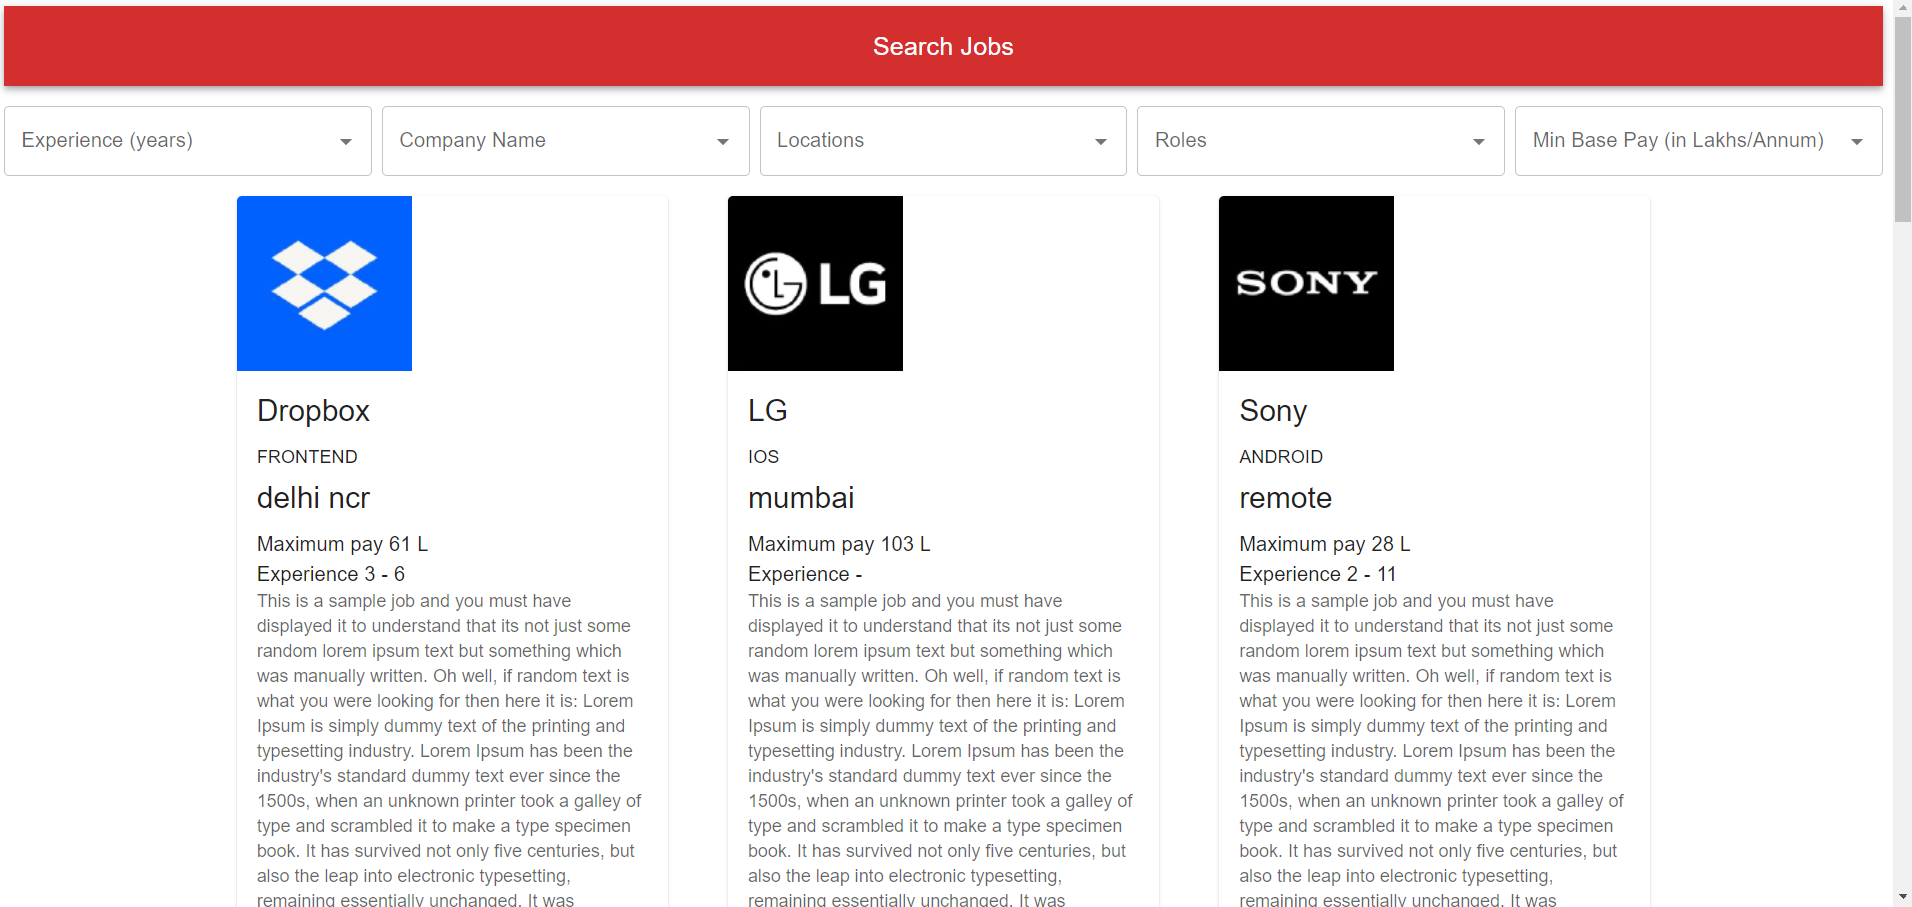 Search Jobs
Experience (years)
Company Name
Locations
Roles
Min Base Pay (in Lakhs/Annum)
Dropbox
FRONTEND
delhi ncr
Maximum pay 61 L
Experience 3 - 6
This is a sample job and you must have
displayed it to understand that its not just some
random lorem ipsum text but something which
was manually written. Oh well, if random text is
what you were looking for then here it is: Lorem
Ipsum is simply dummy text of the printing and
typesetting industry. Lorem Ipsum has been the
industry's standard dummy text ever since the
1500s, when an unknown printer took a galley of
type and scrambled it to make a type specimen
book. It has survived not only five centuries, but
also the leap into electronic typesetting,
remaining essentially unchanged. It was
LG
LG
IOS
mumbai
Maximum pay 103 L
Experience -
This is a sample job and you must have
displayed it to understand that its not just some
random lorem ipsum text but something which
was manually written. Oh well, if random text is
what you were looking for then here it is: Lorem
Ipsum is simply dummy text of the printing and
typesetting industry. Lorem Ipsum has been the
industry's standard dummy text ever since the
1500s, when an unknown printer took a galley of
type and scrambled it to make a type specimen
book. It has survived not only five centuries, but
also the leap into electronic typesetting,
remaining essentially unchanged. It was
SONY
Sony
ANDROID
remote
Maximum pay 28 L
Experience 2 - 11
This is a sample job and you must have
displayed it to understand that its not just some
random lorem ipsum text but something which
was manually written. Oh well, if random text is
what you were looking for then here it is: Lorem
Ipsum is simply dummy text of the printing and
typesetting industry. Lorem Ipsum has been the
industry's standard dummy text ever since the
1500s, when an unknown printer took a galley of
type and scrambled it to make a type specimen
book. It has survived not only five centuries, but
also the leap into electronic typesetting,
remaining essentially unchanged. It was